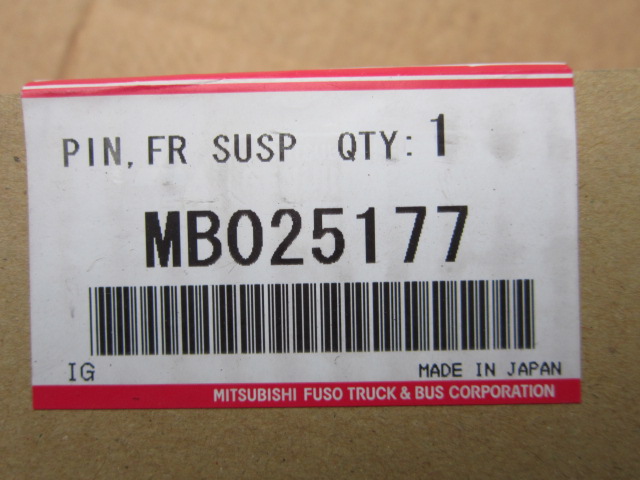 PIN, FR SUSP QTY: 1
MB025177
IG MADE IN JAPAN
MITSUBISHI FUSO TRUCK & BUS CORPORATION